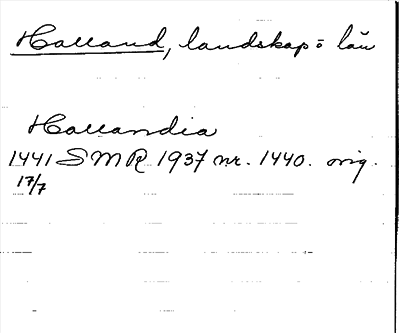 Halland, landskap o län
Hallandia
1441 SMR 1937 nr. 1440. orig.
17/7